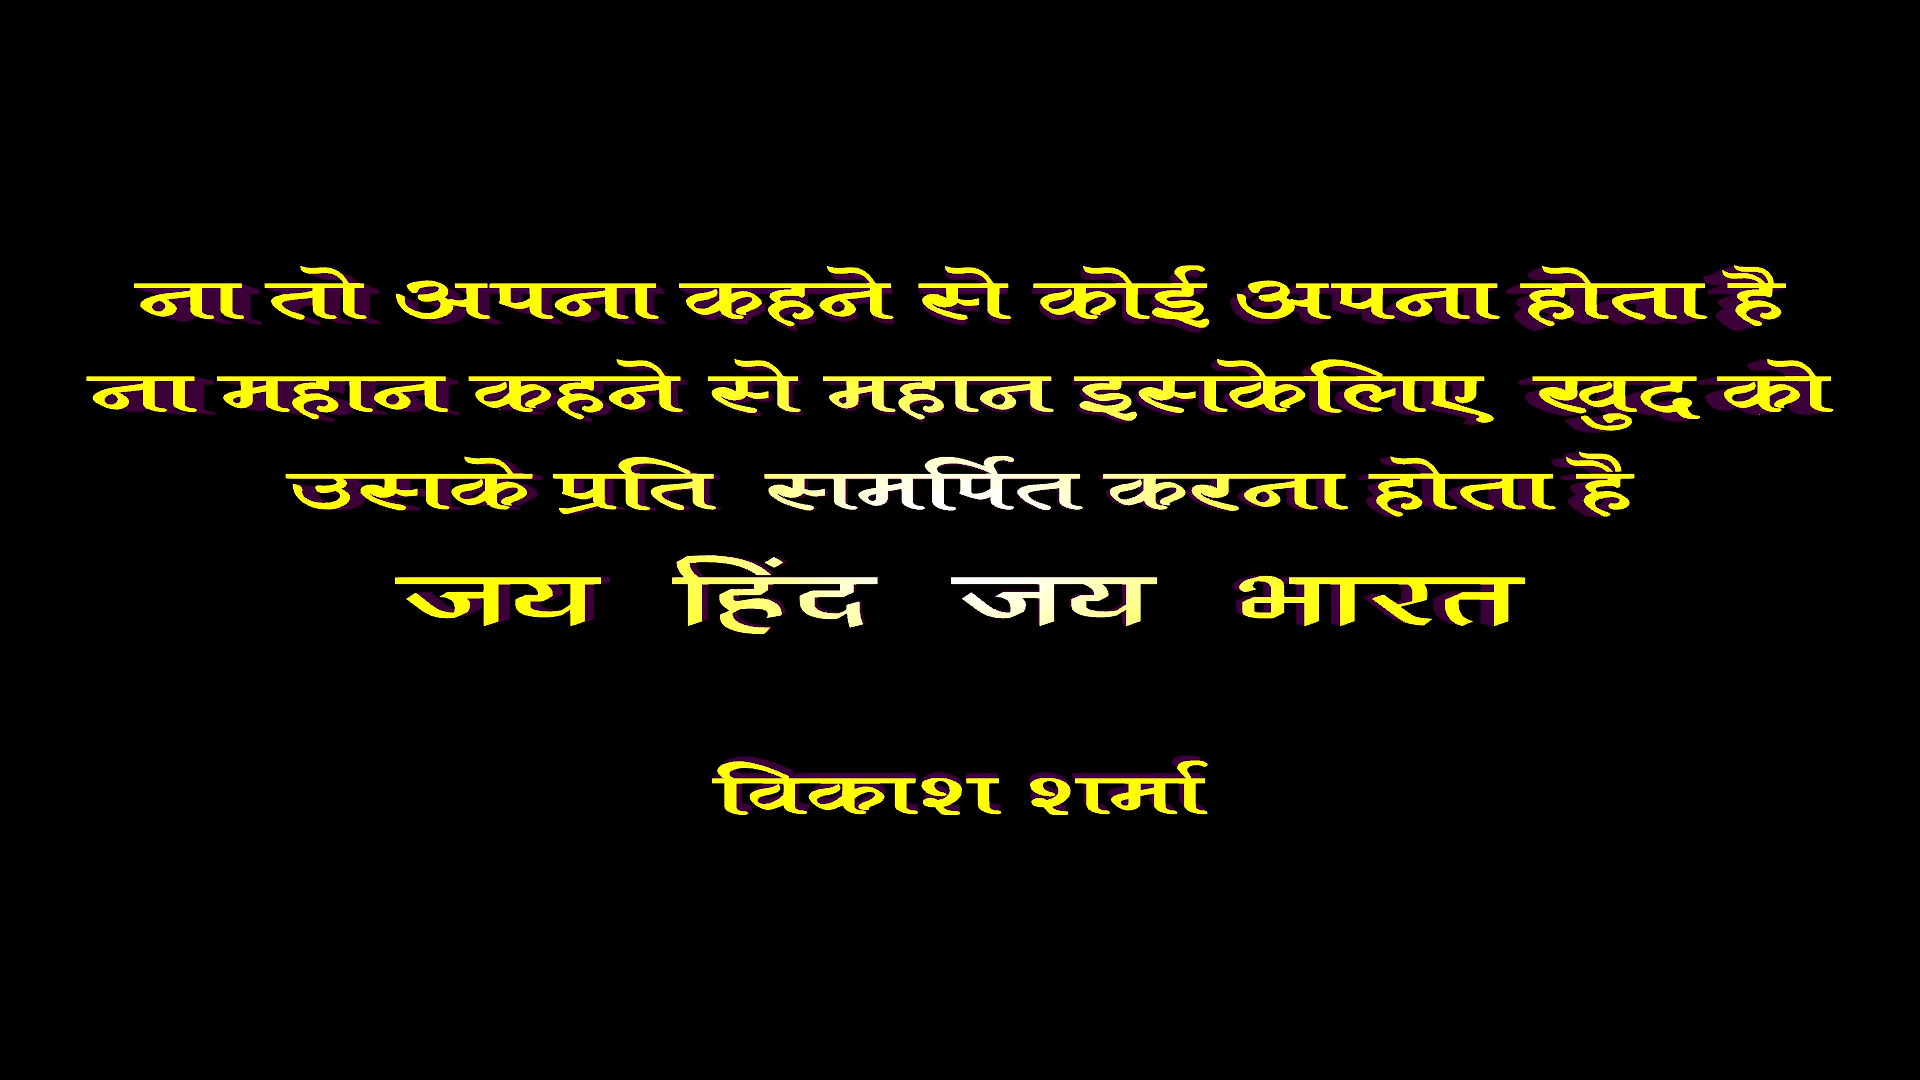 ना तो अपना कहने से कोई अपना होता है
ना महान कहने से महान इसकेलिए खुद को
उसके प्रति समर्पित करना होता है
जय हिंद जय भारत
विकाश शर्मा